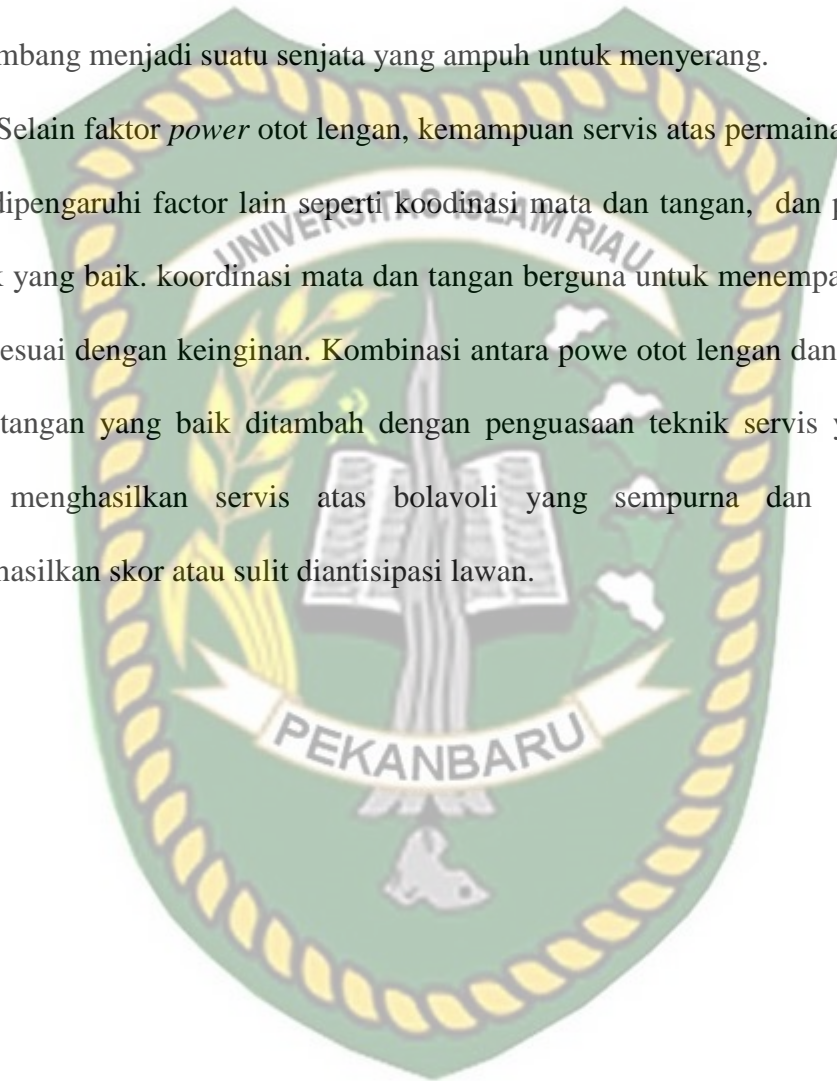 mbang menjadi suatu senjata yang ampuh untuk menyerang.
Selain faktor power otot lengan, kemampuan servis atas permaina
dipengaruhi factor lain seperti koodinasi mata dan tangan, dan p
k yang baik. koordinasi mata dan tangan berguna untuk menempa
esuai dengan keinginan. Kombinasi antara powe otot lengan dan
tangan yang baik ditambah dengan penguasaan teknik servis y
menghasilkan servis atas bolavoli yang sempurna dan
hasilkan skor atau sulit diantisipasi lawan.
UNIVERSITAS ISLAM RIAU
PEKANBARU